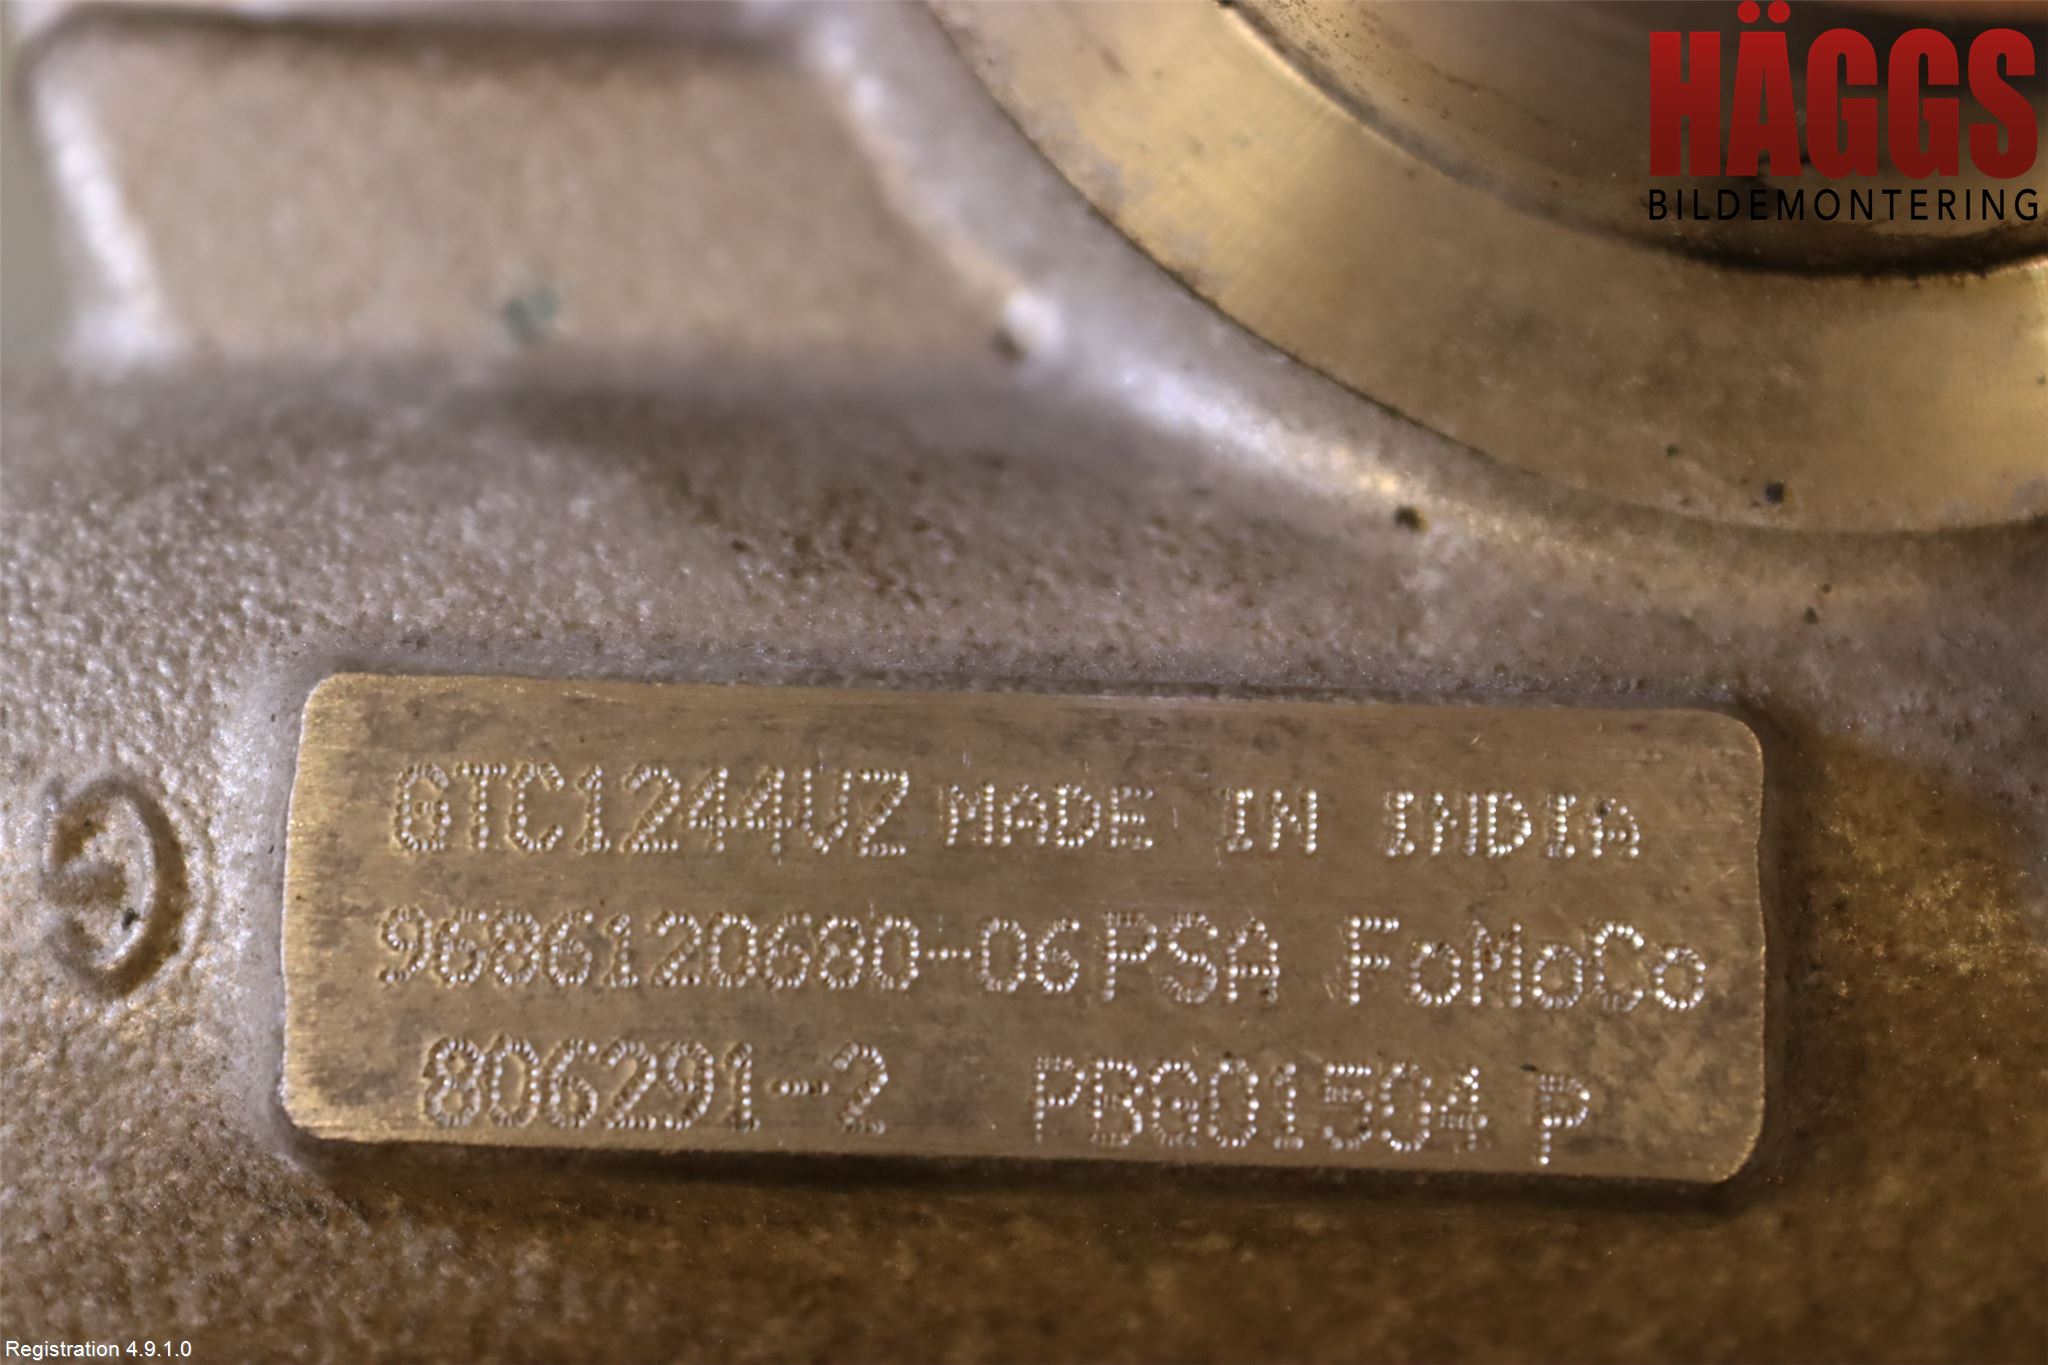 HÄGGS
BILDEMONTERING
GTC1244VZ MADE IN INDIA
9686120680-06 PSA FoMoCo
806291-2 PBG01504 P
Registration 4.9.1.0